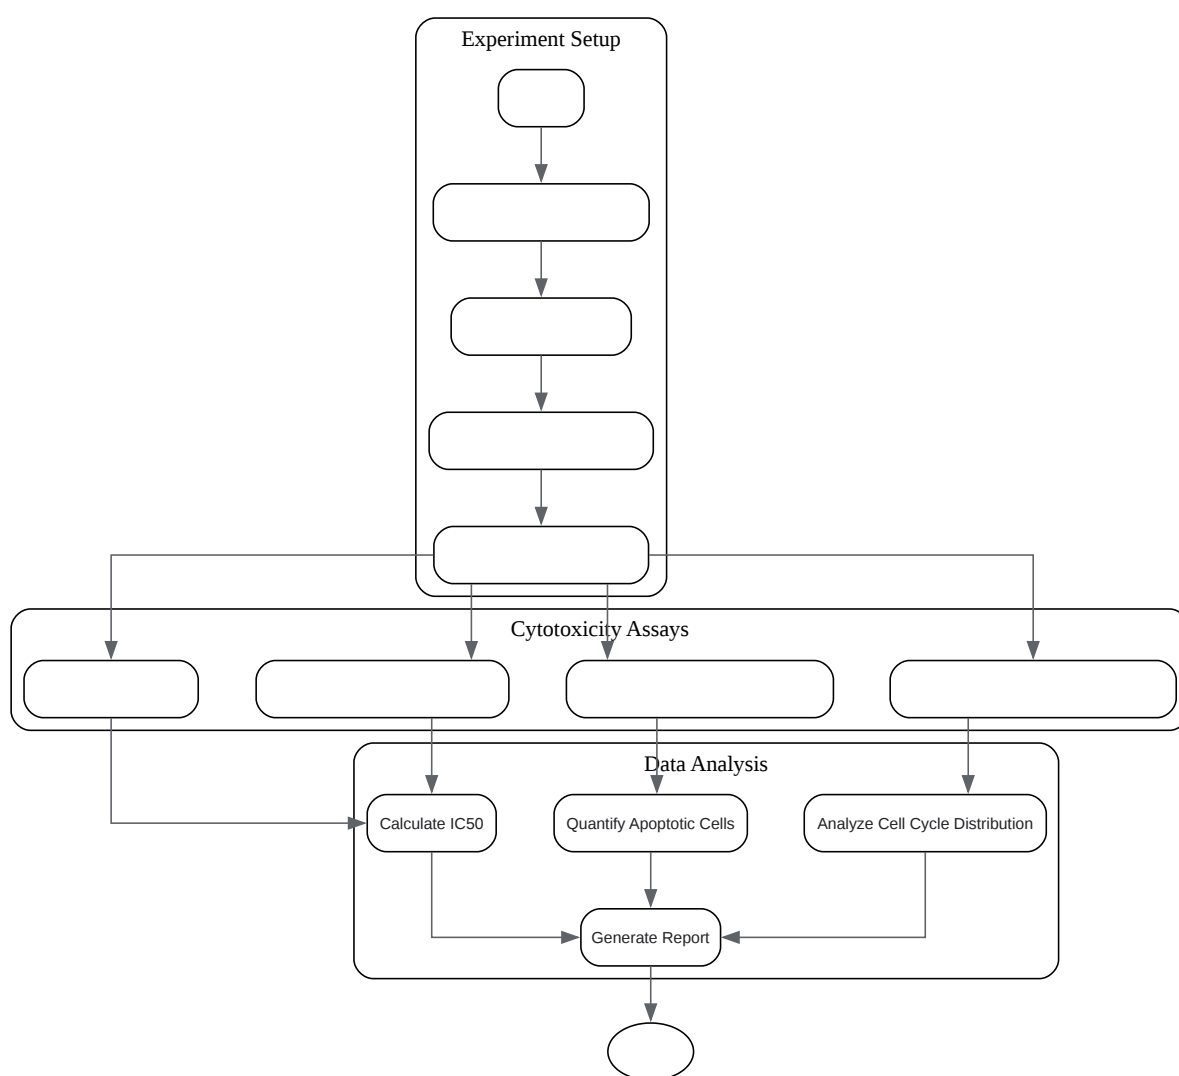 Experiment Setup
Cytotoxicity Assays
Data Analysis
Calculate IC50
Quantify Apoptotic Cells
Analyze Cell Cycle Distribution
Generate Report